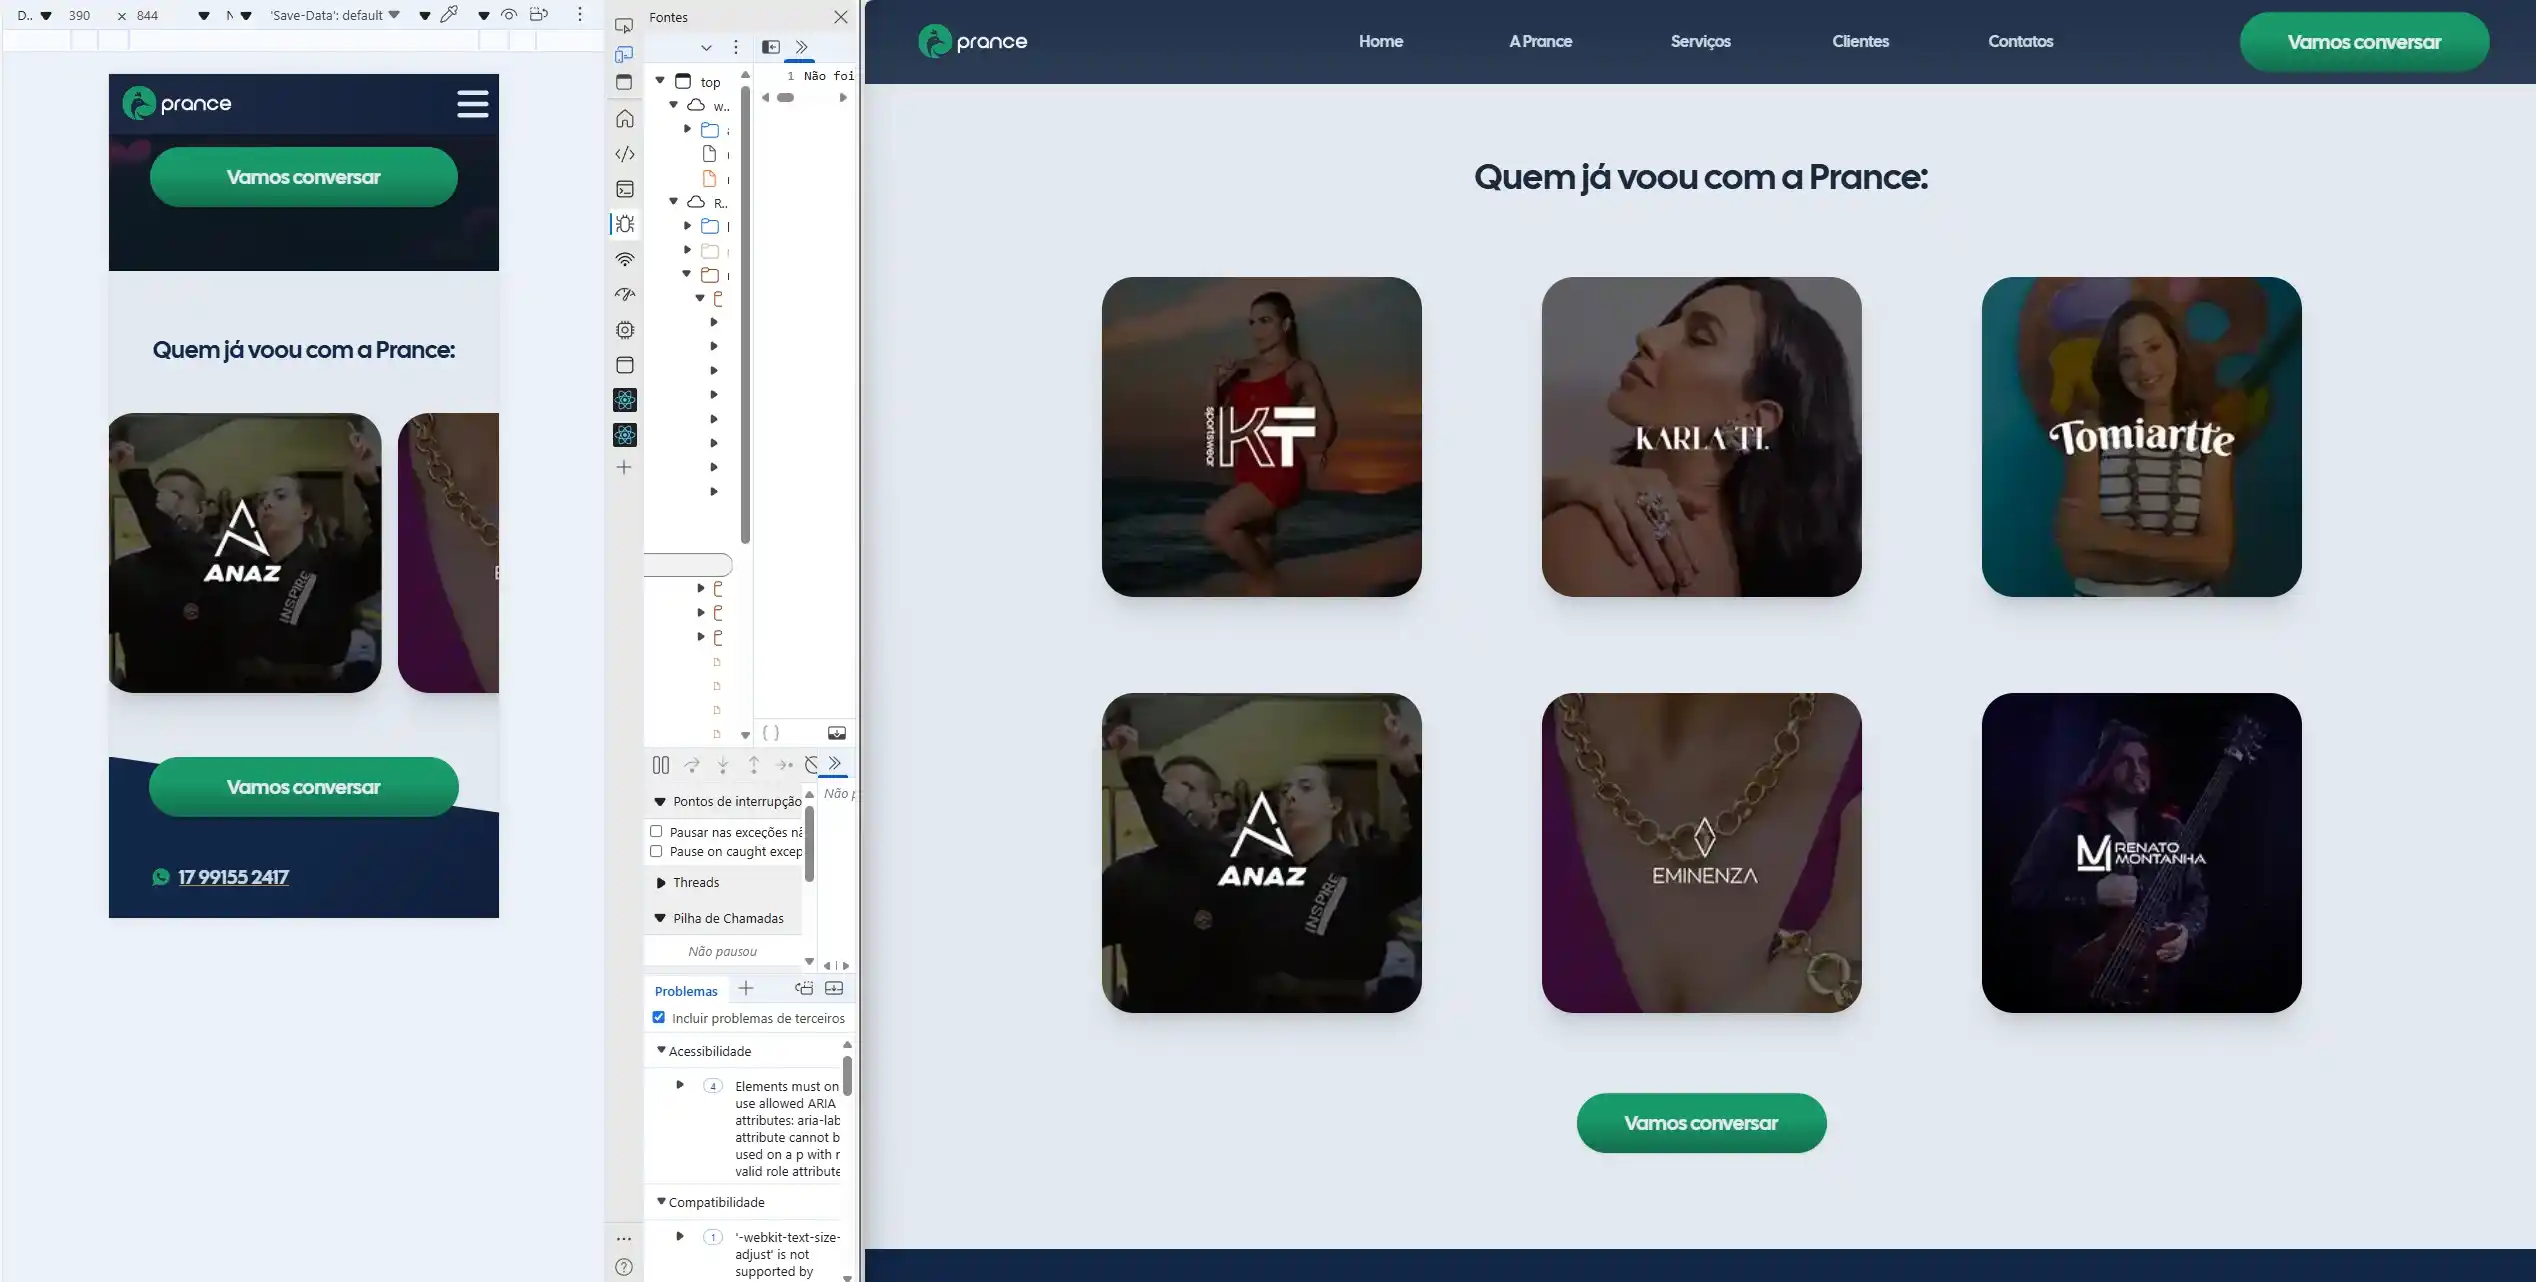 D..
390
×
844
N
'Save-Data': default
prance
Vamos conversar
Quem já voou com a Prance:
ANAZ
INSPIRE
Vamos conversar
17 99155 2417
Fontes
top
w..
R..
1
Não foi
{ }
Pontos de interrupção
Pausar nas exceções nã
Pause on caught excep
Threads
Pilha de Chamadas
Não pausou
Não p
Problemas
Incluir problemas de terceiros
Acessibilidade
4
Elements must on
use allowed ARIA
attributes: aria-lab
attribute cannot b
used on a p with r
valid role attribute
Compatibilidade
1
'-webkit-text-size-
adjust' is not
supported by
prance
Home
A Prance
Serviços
Clientes
Contatos
Vamos conversar
Quem já voou com a Prance:
sportswear
KT
KARLA TI.
Tomiartte
ANAZ
INSPIRE
EMINENZA
M RENATO
MONTANHA
Vamos conversar